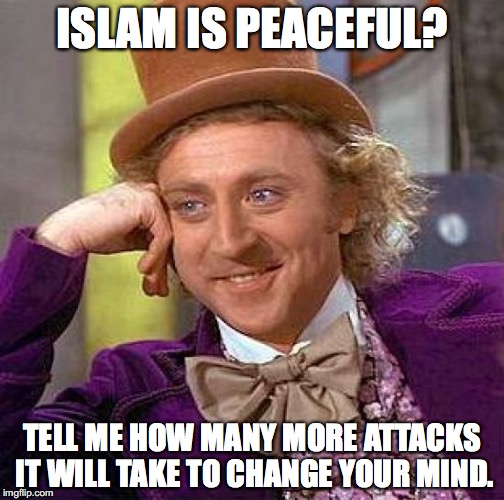 ISLAM IS PEACEFUL?
TELL ME HOW MANY MORE ATTACKS
IT WILL TAKE TO CHANGE YOUR MIND.
imgflip.com